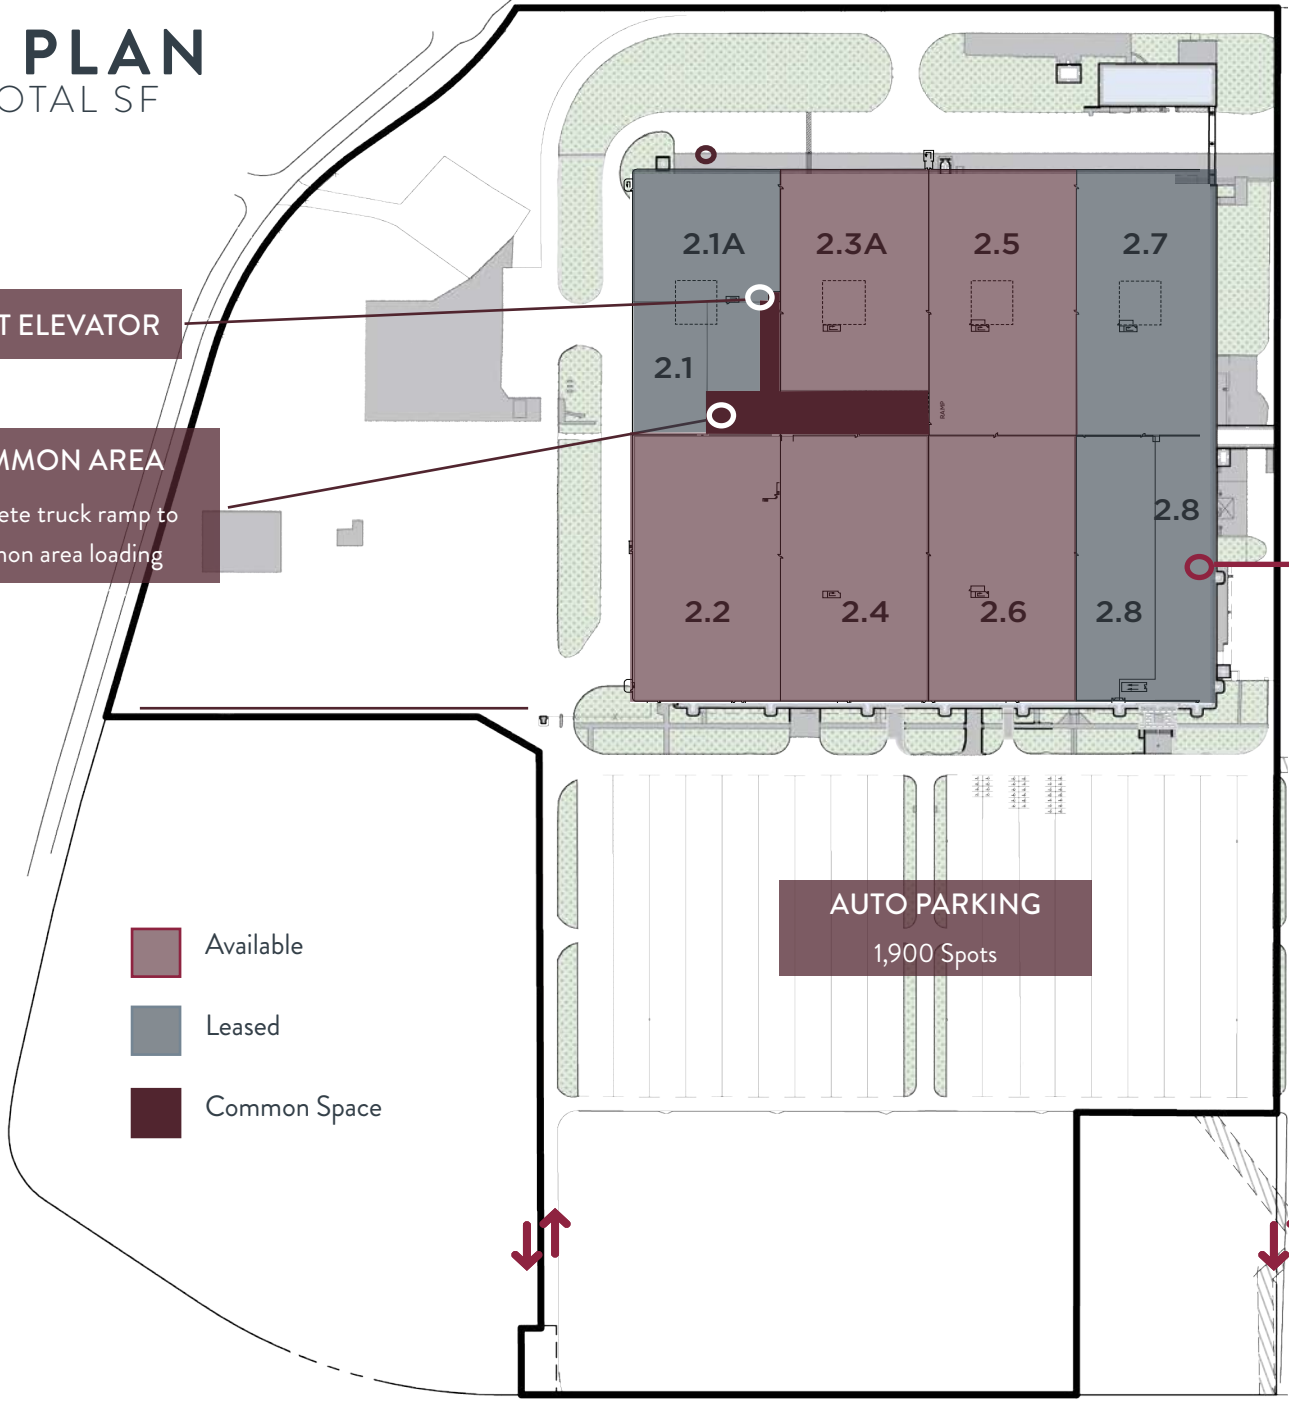 PLAN
OTAL SF
2.1A
2.3A
2.5
2.7
T ELEVATOR
2.1
RAMP
MMON AREA
ete truck ramp to
non area loading
2.8
2.2
2.4
2.6
2.8
AUTO PARKING
1,900 Spots
Available
Leased
Common Space